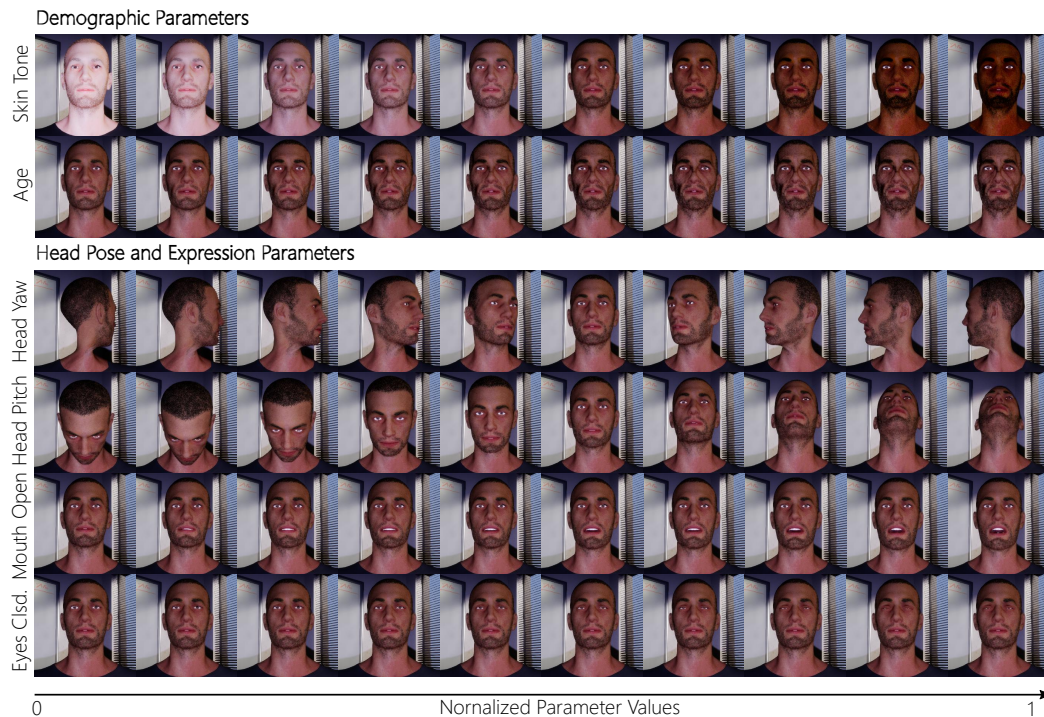 Demographic Parameters
Skin Tone
Age
Head Pose and Expression Parameters
Head Yaw
Head Pitch
Mouth Open
Eyes Clsd.
0
Nornalized Parameter Values
1